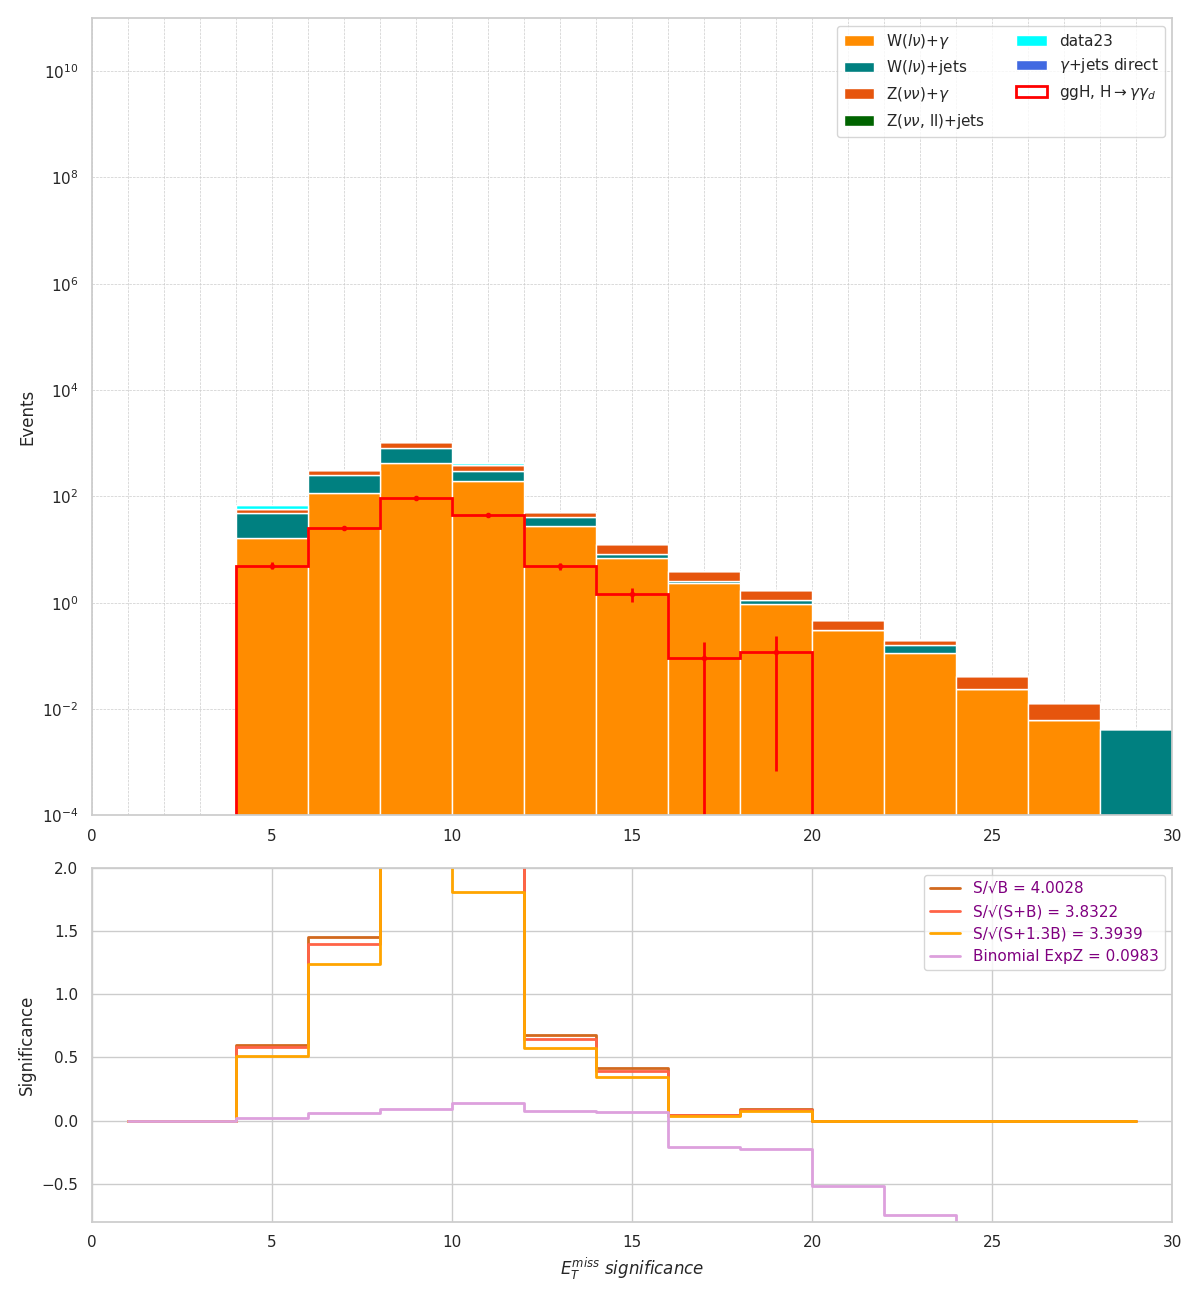 W(lν)+γ
W(lν)+jets
Z(νν)+γ
Z(νν, ll)+jets
data23
γ+jets direct
ggH, H→γγ_d
Events
10^10
10^8
10^6
10^4
10^2
10^0
10^−2
10^−4
0 5 10 15 20 25 30
S/√B = 4.0028
S/√(S+B) = 3.8322
S/√(S+1.3B) = 3.3939
Binomial ExpZ = 0.0983
Significance
2.0
1.5
1.0
0.5
0.0
−0.5
0 5 10 15 20 25 30
E_T^miss significance